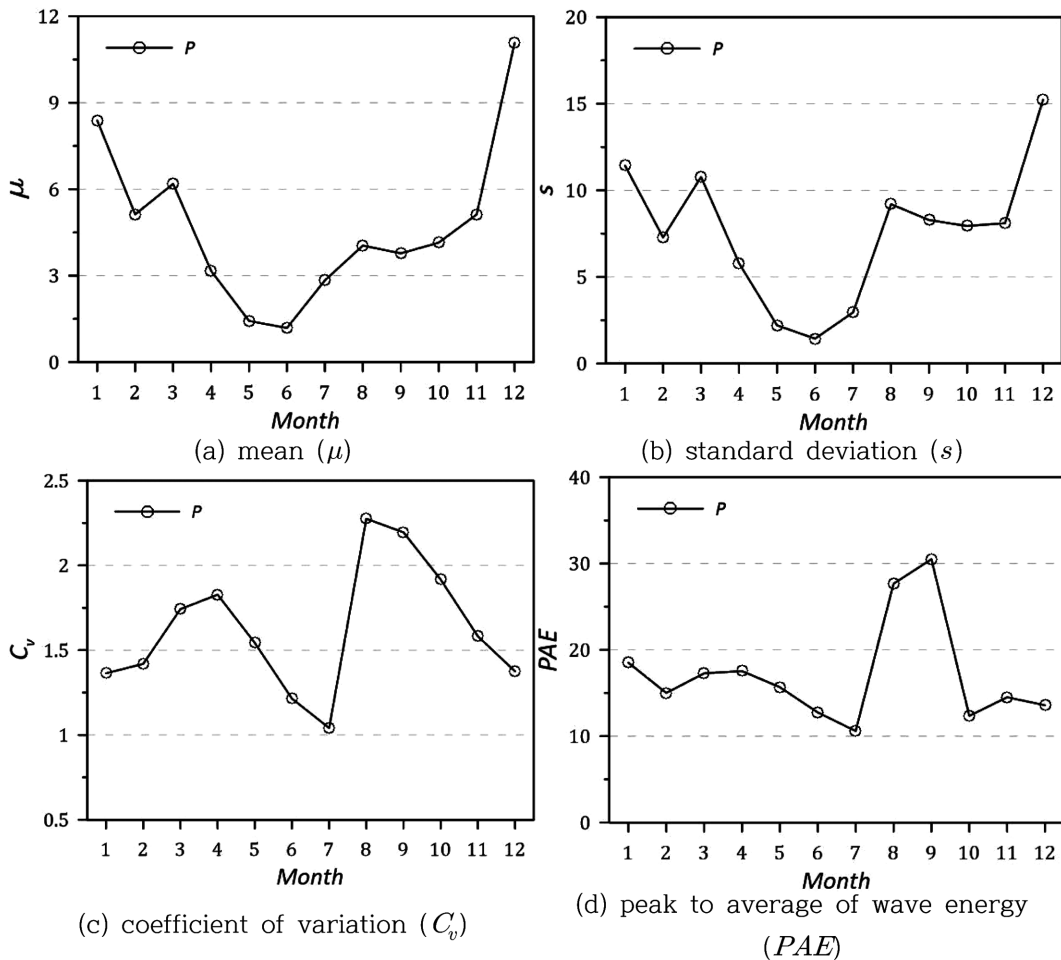 12
9
6
3
0
μ
P
1 2 3 4 5 6 7 8 9 10 11 12
Month
(a) mean (μ)
20
15
10
5
0
s
P
1 2 3 4 5 6 7 8 9 10 11 12
Month
(b) standard deviation (s)
2.5
2
1.5
1
0.5
C_v
P
1 2 3 4 5 6 7 8 9 10 11 12
Month
(c) coefficient of variation (C_v)
40
30
20
10
0
PAE
P
1 2 3 4 5 6 7 8 9 10 11 12
Month
(d) peak to average of wave energy
(PAE)